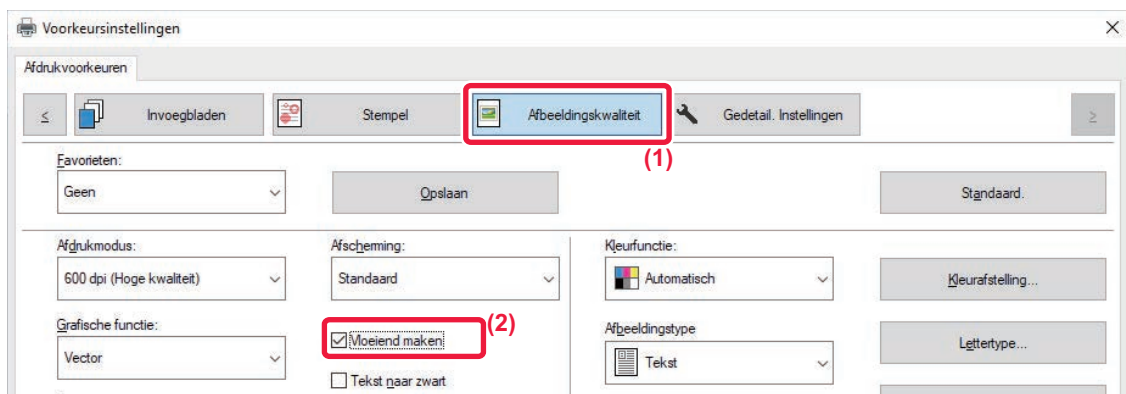 Voorkeursinstellingen
Afdrukvoorkeuren
< Invoegbladen Stempel Afbeeldingskwaliteit Gedetail. Instellingen >
(1)
Favorieten:
Geen Opslaan Standaard.
Afdrukmodus: Afscherming: Kleurfunctie:
600 dpi (Hoge kwaliteit) Standaard Automatisch Kleurafstelling...
Grafische functie: (2) Afbeeldingstype
Vector Vloeiend maken Tekst Lettertype...
Tekst naar zwart